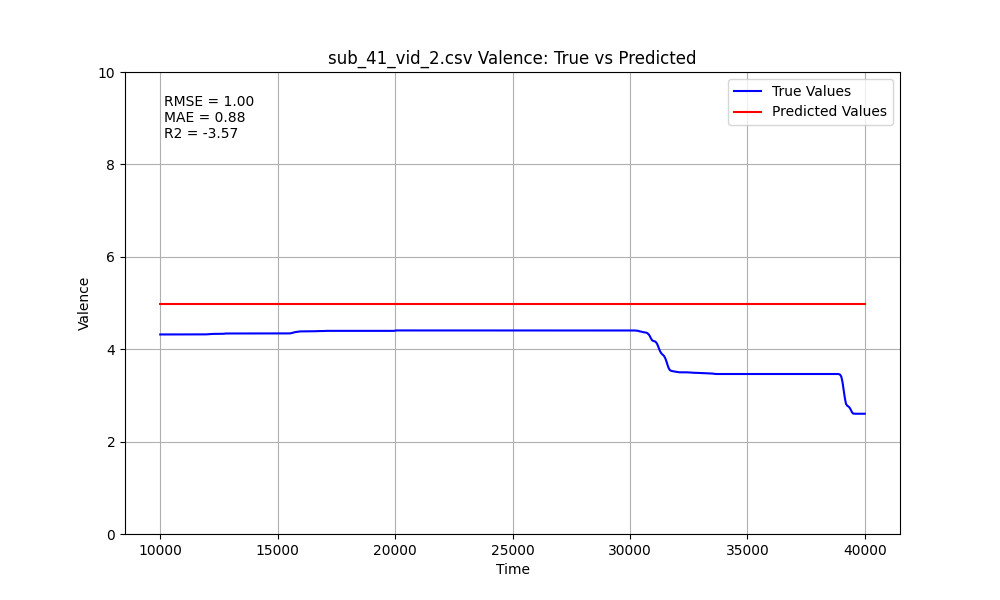 sub_41_vid_2.csv Valence: True vs Predicted
RMSE = 1.00
MAE = 0.88
R2 = -3.57
True Values
Predicted Values
Valence
10
8
6
4
2
0
10000 15000 20000 25000 30000 35000 40000
Time